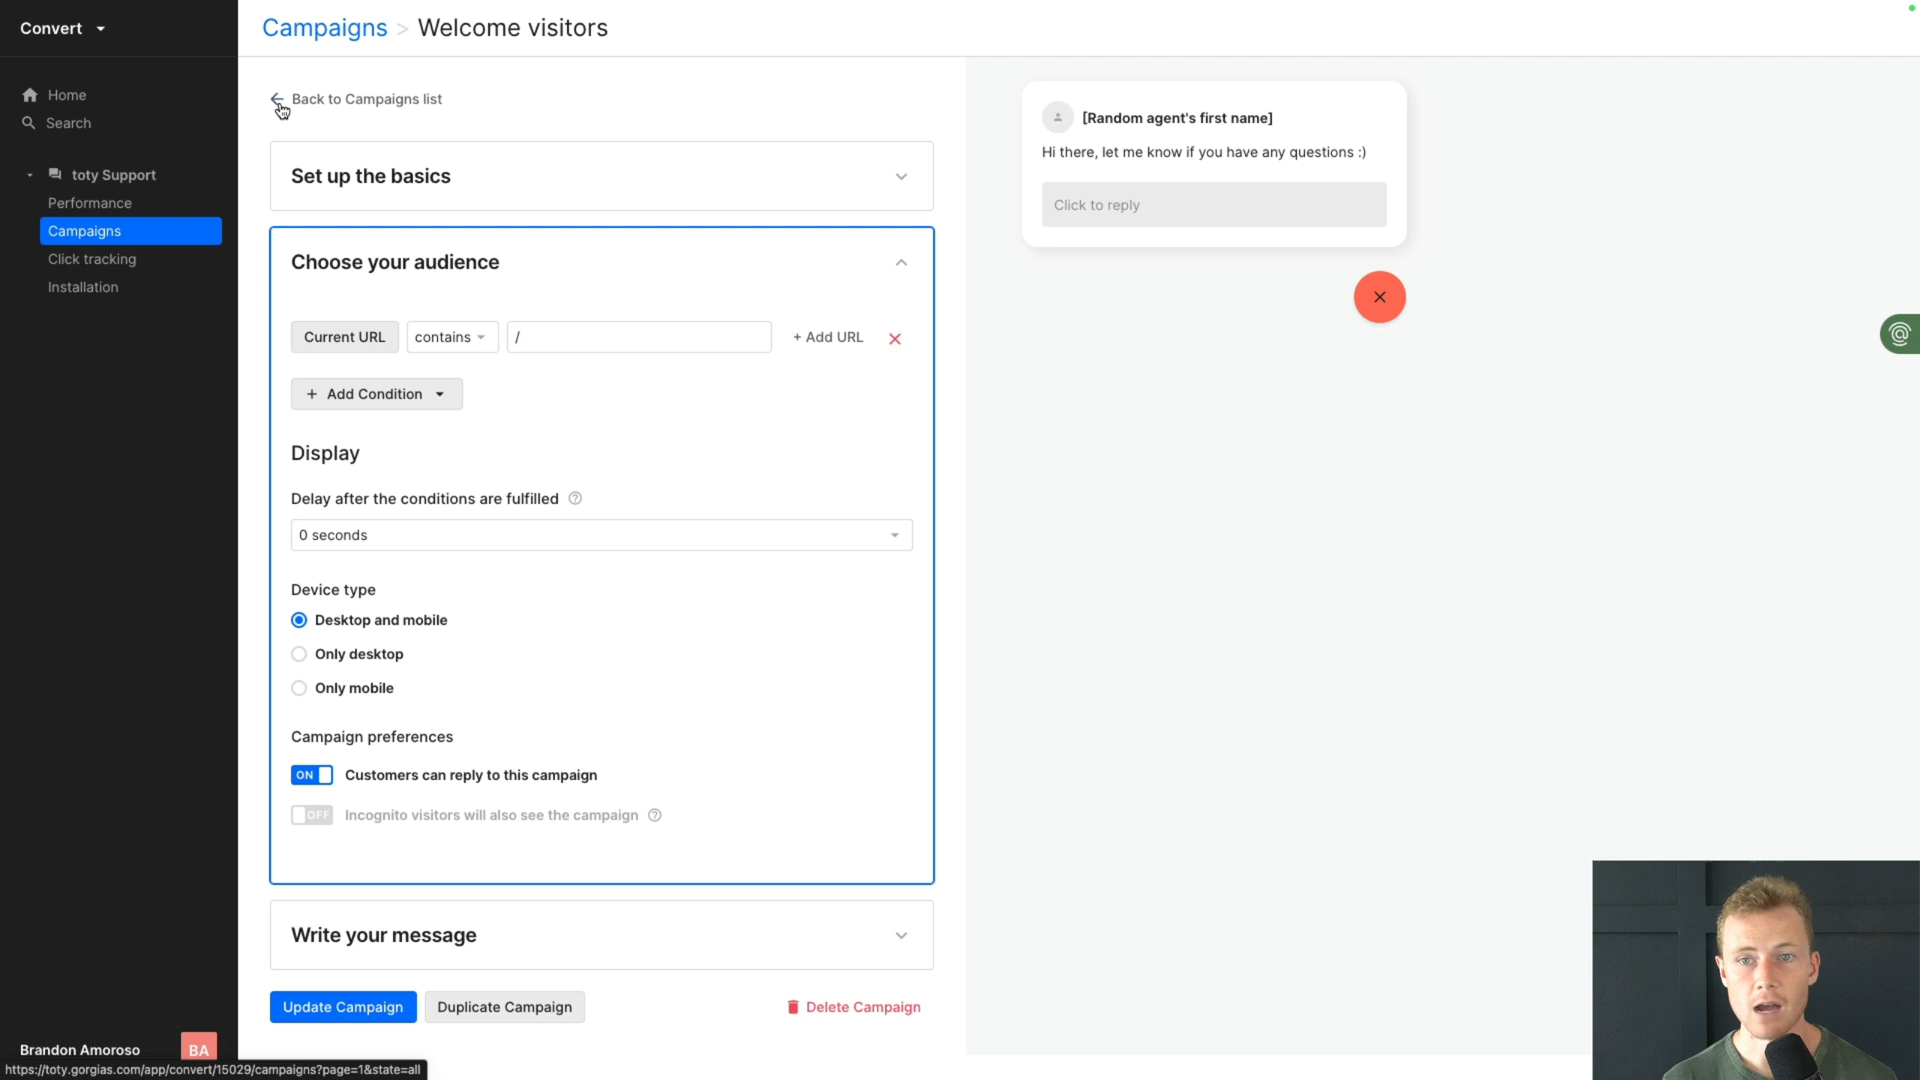 Convert
Campaigns > Welcome visitors
Home
Search
toty Support
Performance
Campaigns
Click tracking
Installation
Back to Campaigns list
Set up the basics
Choose your audience
Current URL contains / + Add URL
+ Add Condition
Display
Delay after the conditions are fulfilled
0 seconds
Device type
Desktop and mobile
Only desktop
Only mobile
Campaign preferences
ON Customers can reply to this campaign
OFF Incognito visitors will also see the campaign
Write your message
Update Campaign Duplicate Campaign Delete Campaign
[Random agent's first name]
Hi there, let me know if you have any questions :)
Click to reply
Brandon Amoroso BA
https://toty.gorgias.com/app/convert/15029/campaigns?page=1&state=all